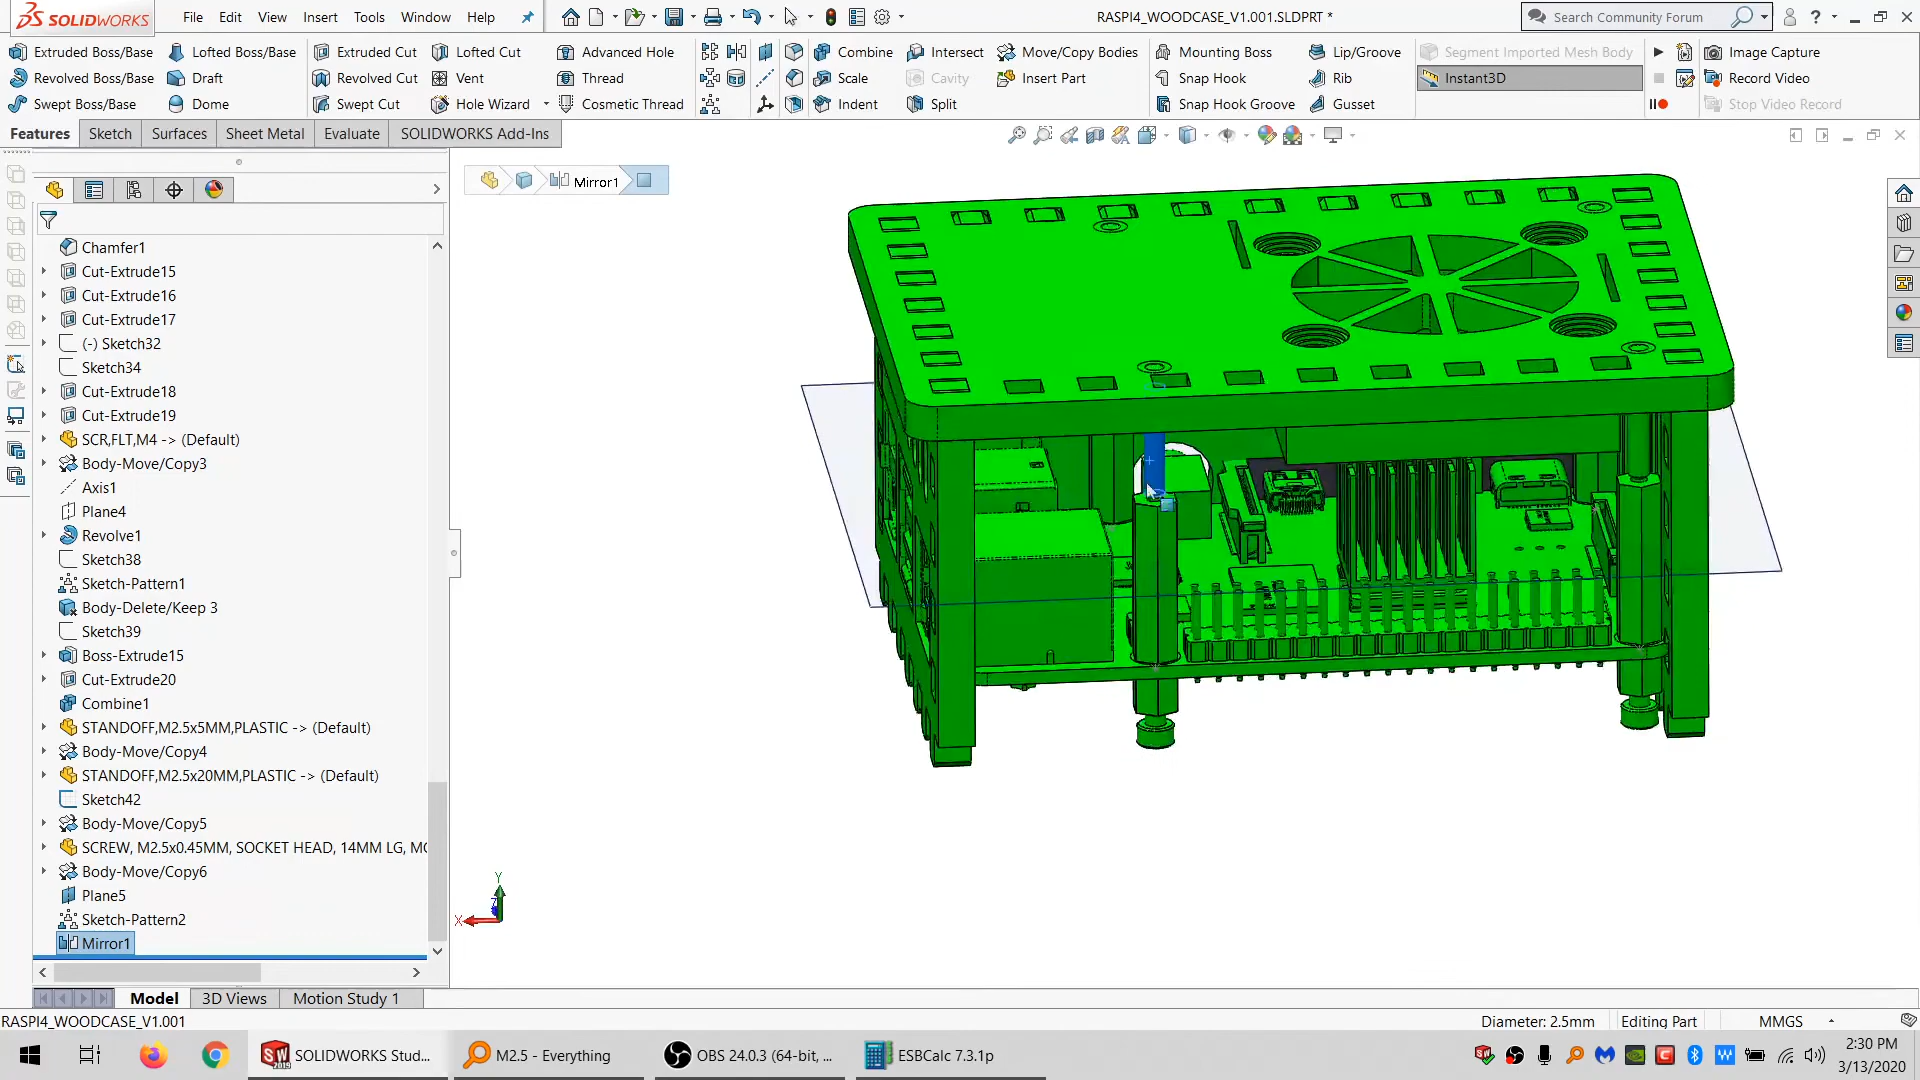 SOLIDWORKS
File Edit View Insert Tools Window Help
RASPI4_WOODCASE_V1.001.SLDPRT *
Search Community Forum
Extruded Boss/Base
Revolved Boss/Base
Swept Boss/Base
Lofted Boss/Base
Draft
Dome
Extruded Cut
Revolved Cut
Swept Cut
Lofted Cut
Vent
Hole Wizard
Advanced Hole
Thread
Cosmetic Thread
Combine
Scale
Indent
Intersect
Cavity
Split
Move/Copy Bodies
Insert Part
Mounting Boss
Snap Hook
Snap Hook Groove
Lip/Groove
Rib
Gusset
Segment Imported Mesh Body
Instant3D
Image Capture
Record Video
Stop Video Record
Features Sketch Surfaces Sheet Metal Evaluate SOLIDWORKS Add-Ins
Mirror1
Chamfer1
Cut-Extrude15
Cut-Extrude16
Cut-Extrude17
(-) Sketch32
Sketch34
Cut-Extrude18
Cut-Extrude19
SCR,FLT,M4 -> (Default)
Body-Move/Copy3
Axis1
Plane4
Revolve1
Sketch38
Sketch-Pattern1
Body-Delete/Keep 3
Sketch39
Boss-Extrude15
Cut-Extrude20
Combine1
STANDOFF,M2.5x5MM,PLASTIC -> (Default)
Body-Move/Copy4
STANDOFF,M2.5x20MM,PLASTIC -> (Default)
Sketch42
Body-Move/Copy5
SCREW, M2.5x0.45MM, SOCKET HEAD, 14MM LG, MC
Body-Move/Copy6
Plane5
Sketch-Pattern2
Mirror1
Y
Z
X
Model 3D Views Motion Study 1
RASPI4_WOODCASE_V1.001
Diameter: 2.5mm Editing Part MMGS
SOLIDWORKS Stud...
M2.5 - Everything
OBS 24.0.3 (64-bit, ...
ESBCalc 7.3.1p
2:30 PM
3/13/2020